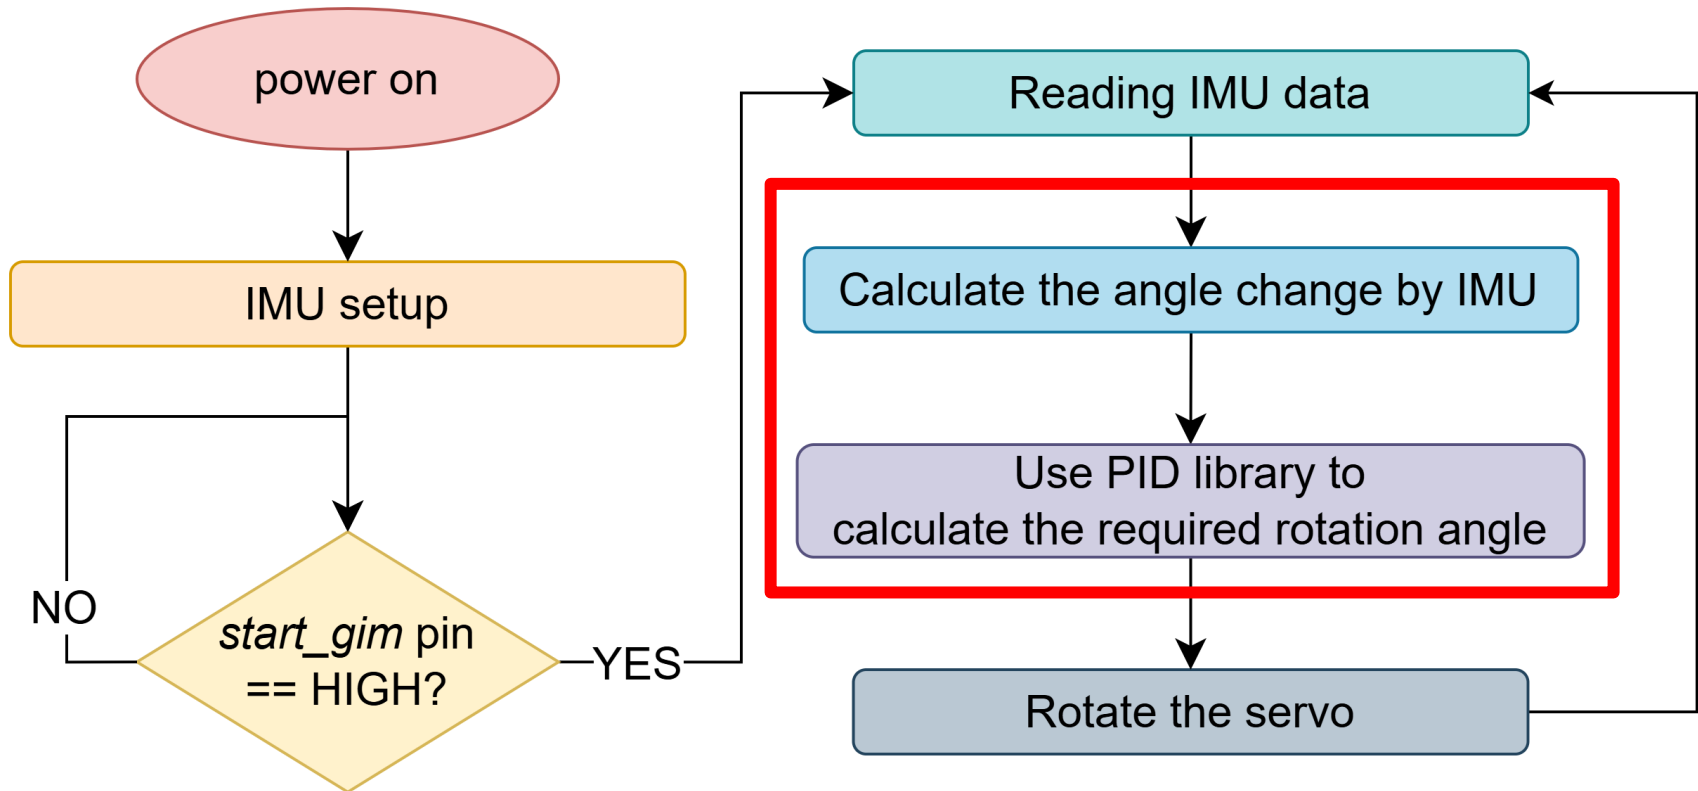 power on
IMU setup
NO
start_gim pin
== HIGH?
YES
Reading IMU data
Calculate the angle change by IMU
Use PID library to
calculate the required rotation angle
Rotate the servo